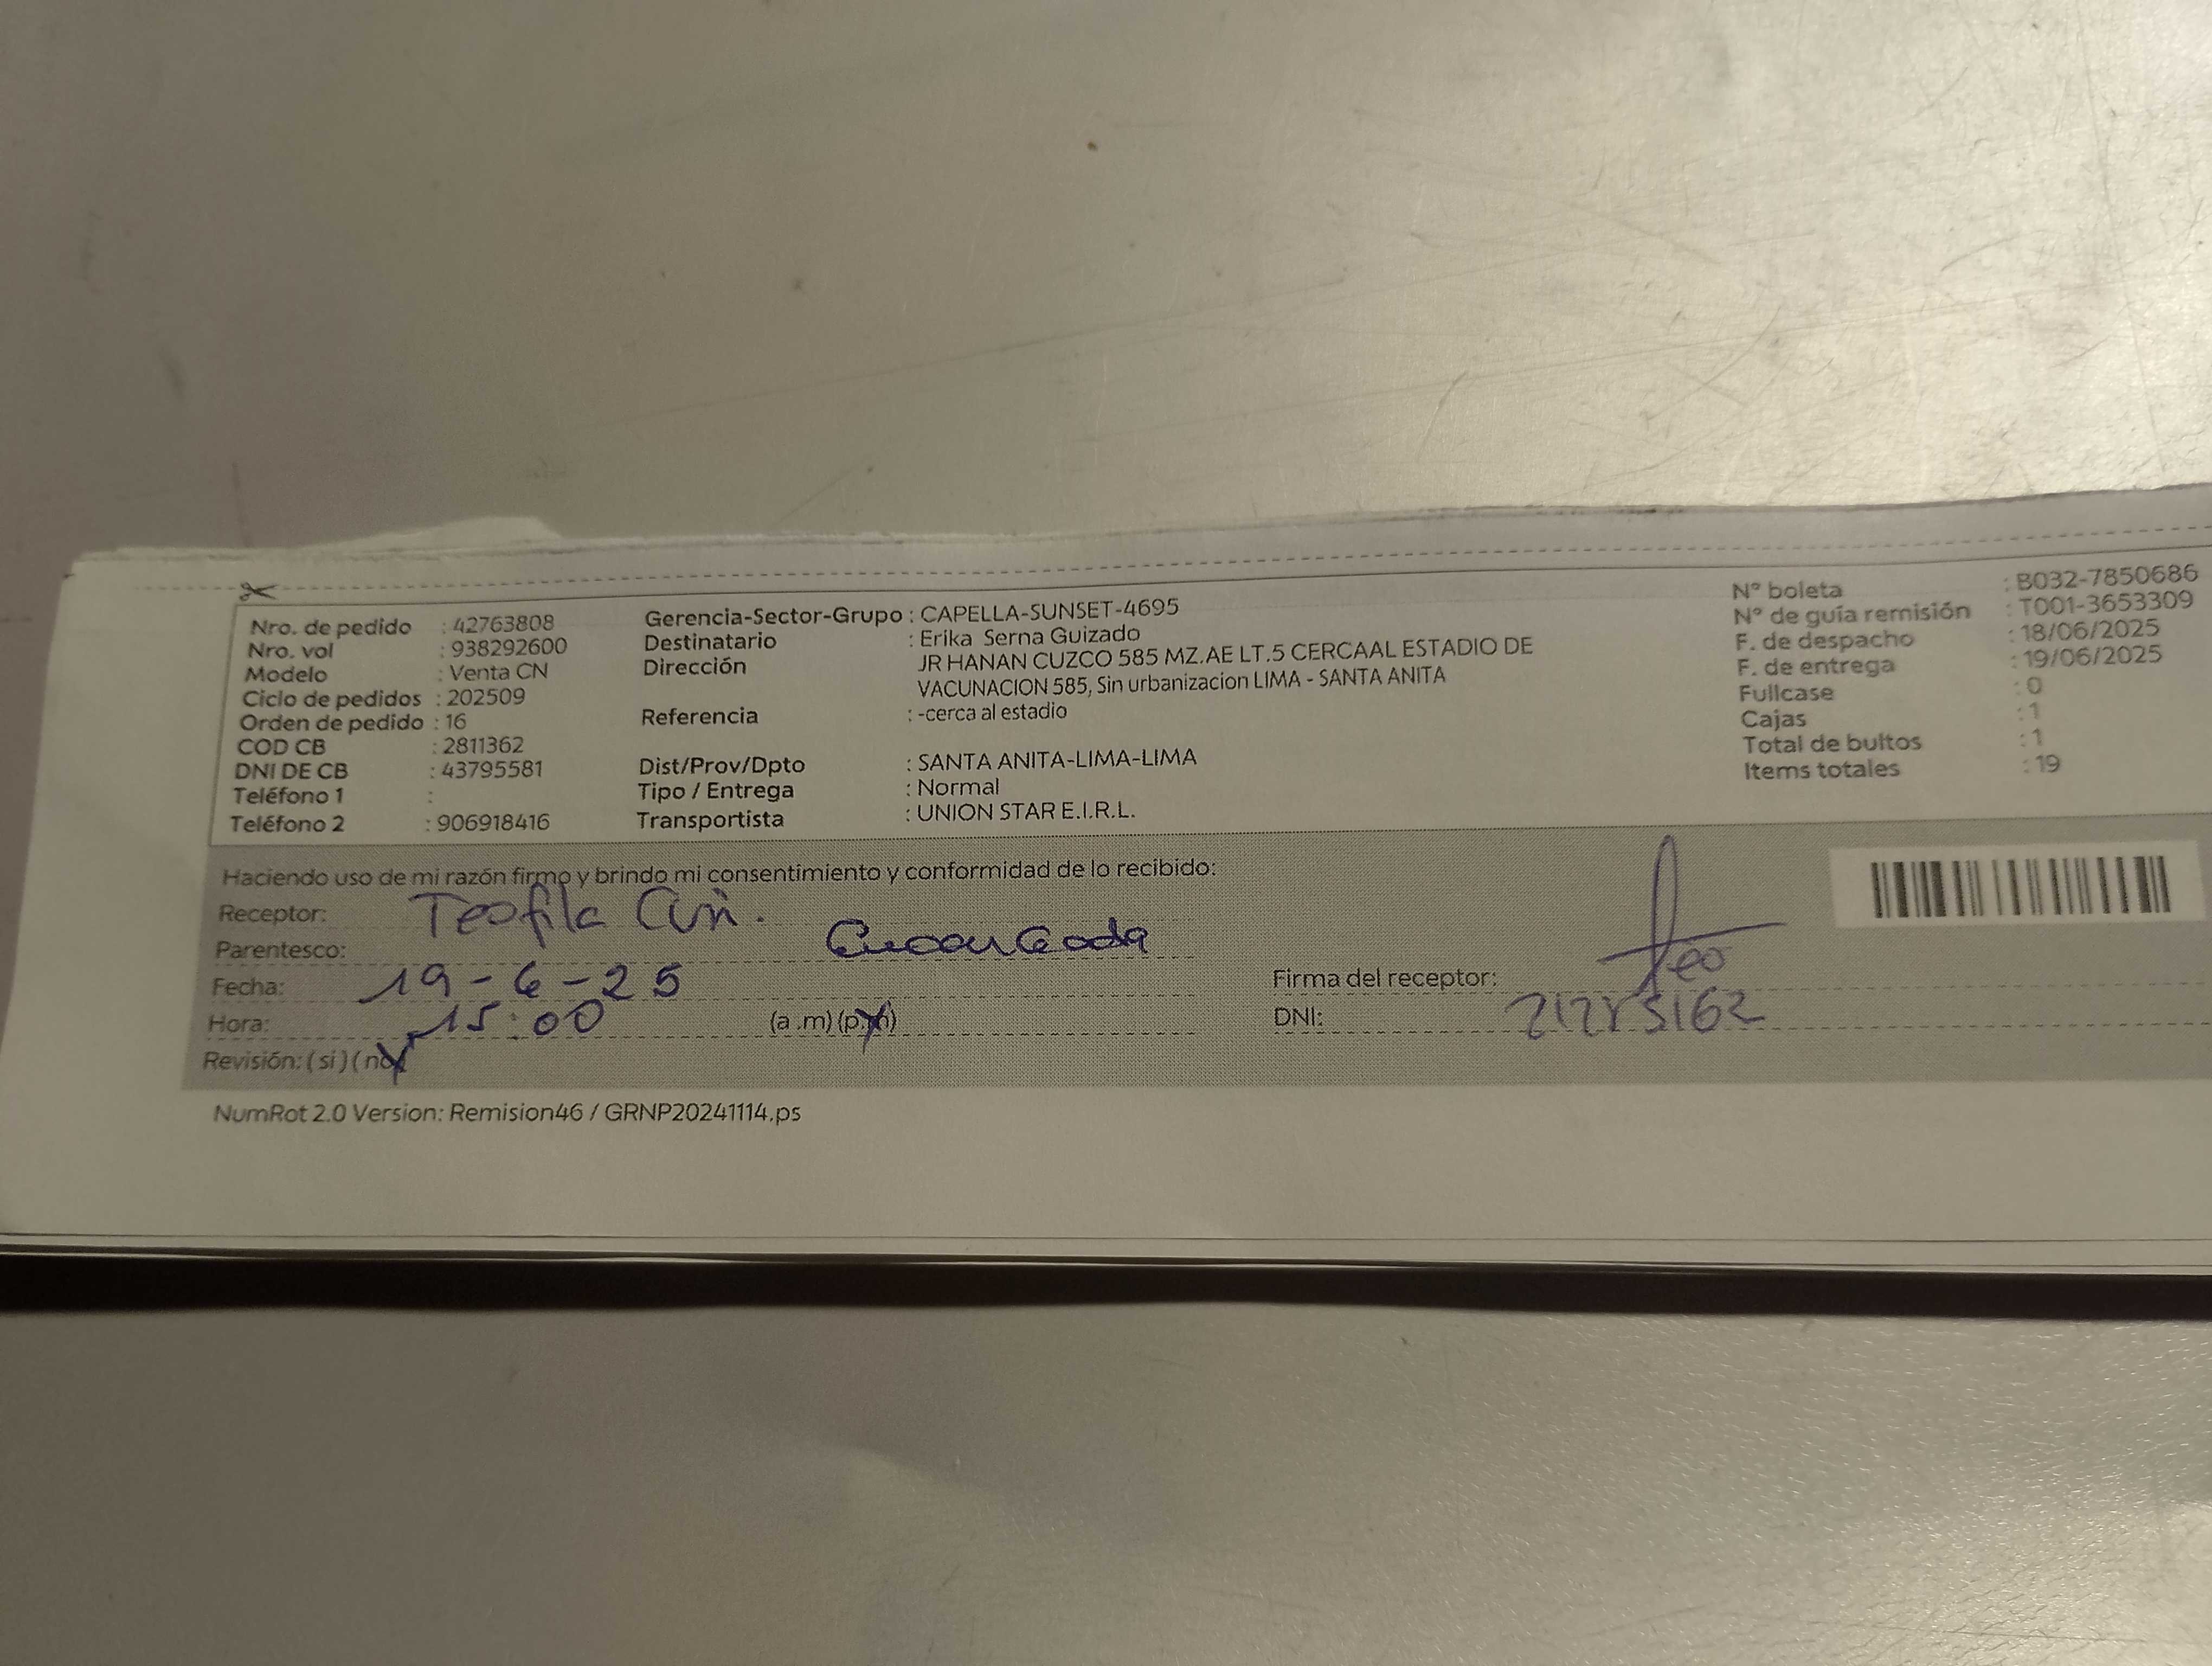 Nro. de pedido : 42763808
Nro. vol : 938292600
Modelo : Venta CN
Ciclo de pedidos : 202509
Orden de pedido : 16
COD CB : 2811362
DNI DE CB : 43795581
Teléfono 1 :
Teléfono 2 : 906918416
Gerencia-Sector-Grupo : CAPELLA-SUNSET-4695
Destinatario : Erika Serna Guizado
Dirección JR HANAN CUZCO 585 MZ.AE LT.5 CERCAAL ESTADIO DE
VACUNACION 585, Sin urbanizacion LIMA - SANTA ANITA
Referencia : -cerca al estadio
Dist/Prov/Dpto : SANTA ANITA-LIMA-LIMA
Tipo / Entrega : Normal
Transportista : UNION STAR E.I.R.L.
N° boleta : B032-7850686
N° de guía remisión : T001-3653309
F. de despacho : 18/06/2025
F. de entrega : 19/06/2025
Fullcase : 0
Cajas : 1
Total de bultos : 1
Items totales : 19
Haciendo uso de mi razón firmo y brindo mi consentimiento y conformidad de lo recibido:
Receptor: Teofila
Parentesco: Encargada
Fecha: 19-6-25
Hora: 15:00 (a.m) (p.m)
Revisión: (si) (no)
Firma del receptor: Teo
DNI:
NumRot 2.0 Version: Remision46 / GRNP20241114.ps